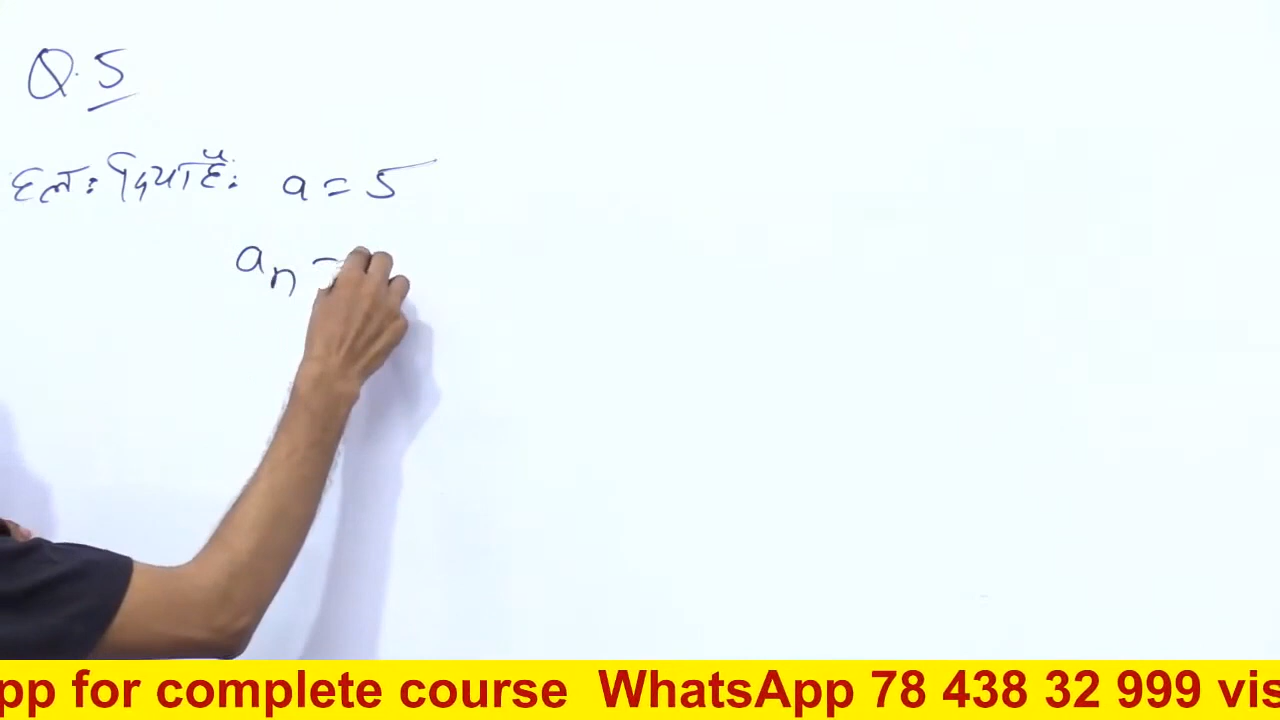 Q.5
हलः दिया हैः a = 5
aₙ =
pp for complete course WhatsApp 78 438 32 999 vis